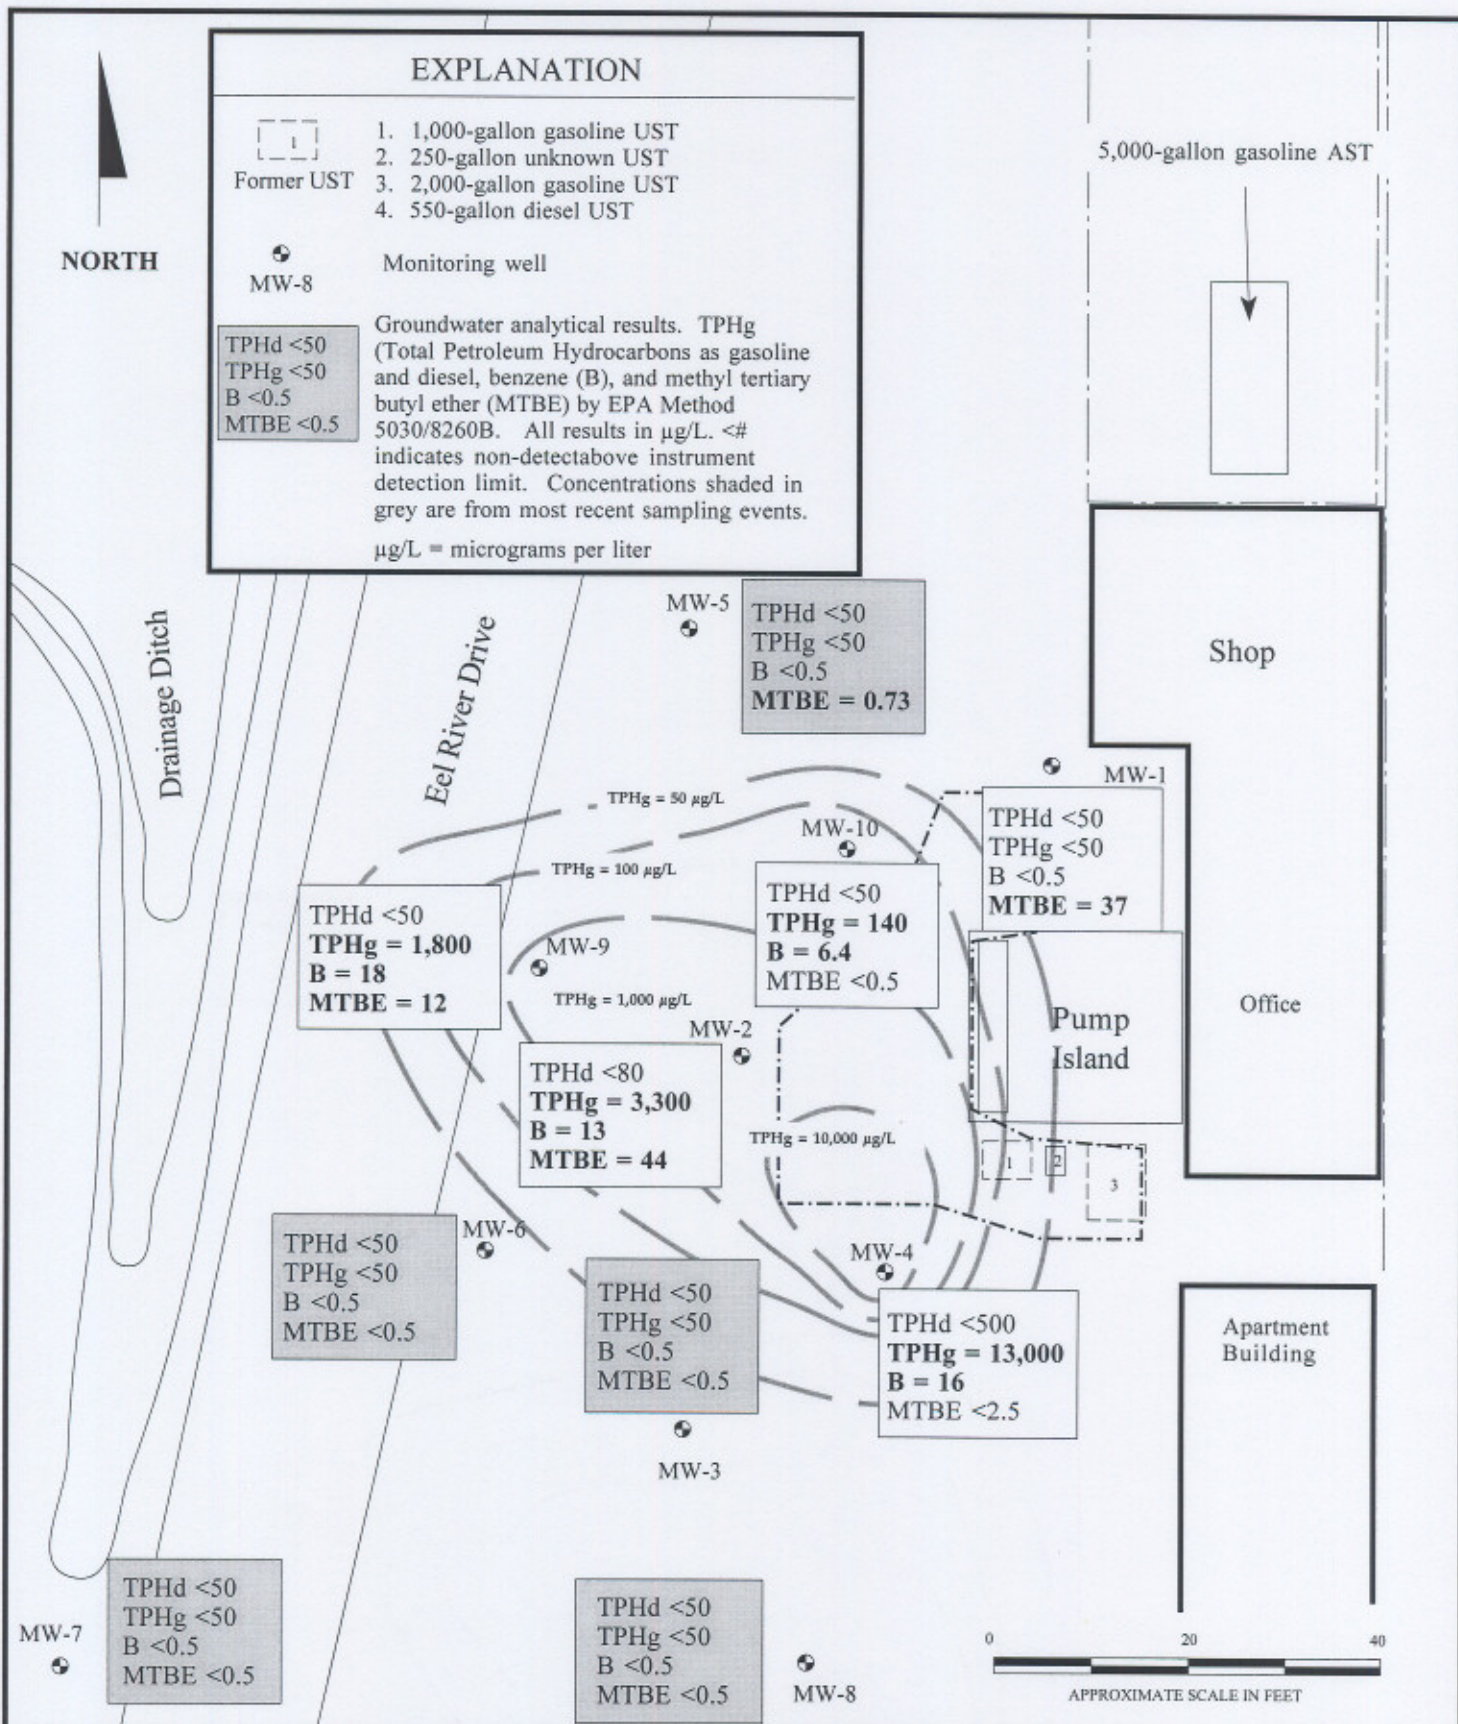 EXPLANATION
1
Former UST
1. 1,000-gallon gasoline UST
2. 250-gallon unknown UST
3. 2,000-gallon gasoline UST
4. 550-gallon diesel UST
MW-8
Monitoring well
TPHd <50
TPHg <50
B <0.5
MTBE <0.5
Groundwater analytical results. TPHg
(Total Petroleum Hydrocarbons as gasoline
and diesel, benzene (B), and methyl tertiary
butyl ether (MTBE) by EPA Method
5030/8260B. All results in µg/L. <#
indicates non-detectabove instrument
detection limit. Concentrations shaded in
grey are from most recent sampling events.
µg/L = micrograms per liter
NORTH
5,000-gallon gasoline AST
Drainage Ditch
Eel River Drive
MW-5
TPHd <50
TPHg <50
B <0.5
MTBE = 0.73
Shop
TPHg = 50 µg/L
MW-1
TPHd <50
TPHg <50
B <0.5
MTBE = 37
MW-10
TPHd <50
TPHg = 140
B = 6.4
MTBE <0.5
TPHg = 100 µg/L
TPHd <50
TPHg = 1,800
B = 18
MTBE = 12
MW-9
TPHg = 1,000 µg/L
MW-2
TPHd <80
TPHg = 3,300
B = 13
MTBE = 44
Pump
Island
Office
TPHg = 10,000 µg/L
1
2
3
MW-6
TPHd <50
TPHg <50
B <0.5
MTBE <0.5
TPHd <50
TPHg <50
B <0.5
MTBE <0.5
MW-3
MW-4
TPHd <500
TPHg = 13,000
B = 16
MTBE <2.5
Apartment
Building
MW-7
TPHd <50
TPHg <50
B <0.5
MTBE <0.5
TPHd <50
TPHg <50
B <0.5
MTBE <0.5
MW-8
0 20 40
APPROXIMATE SCALE IN FEET